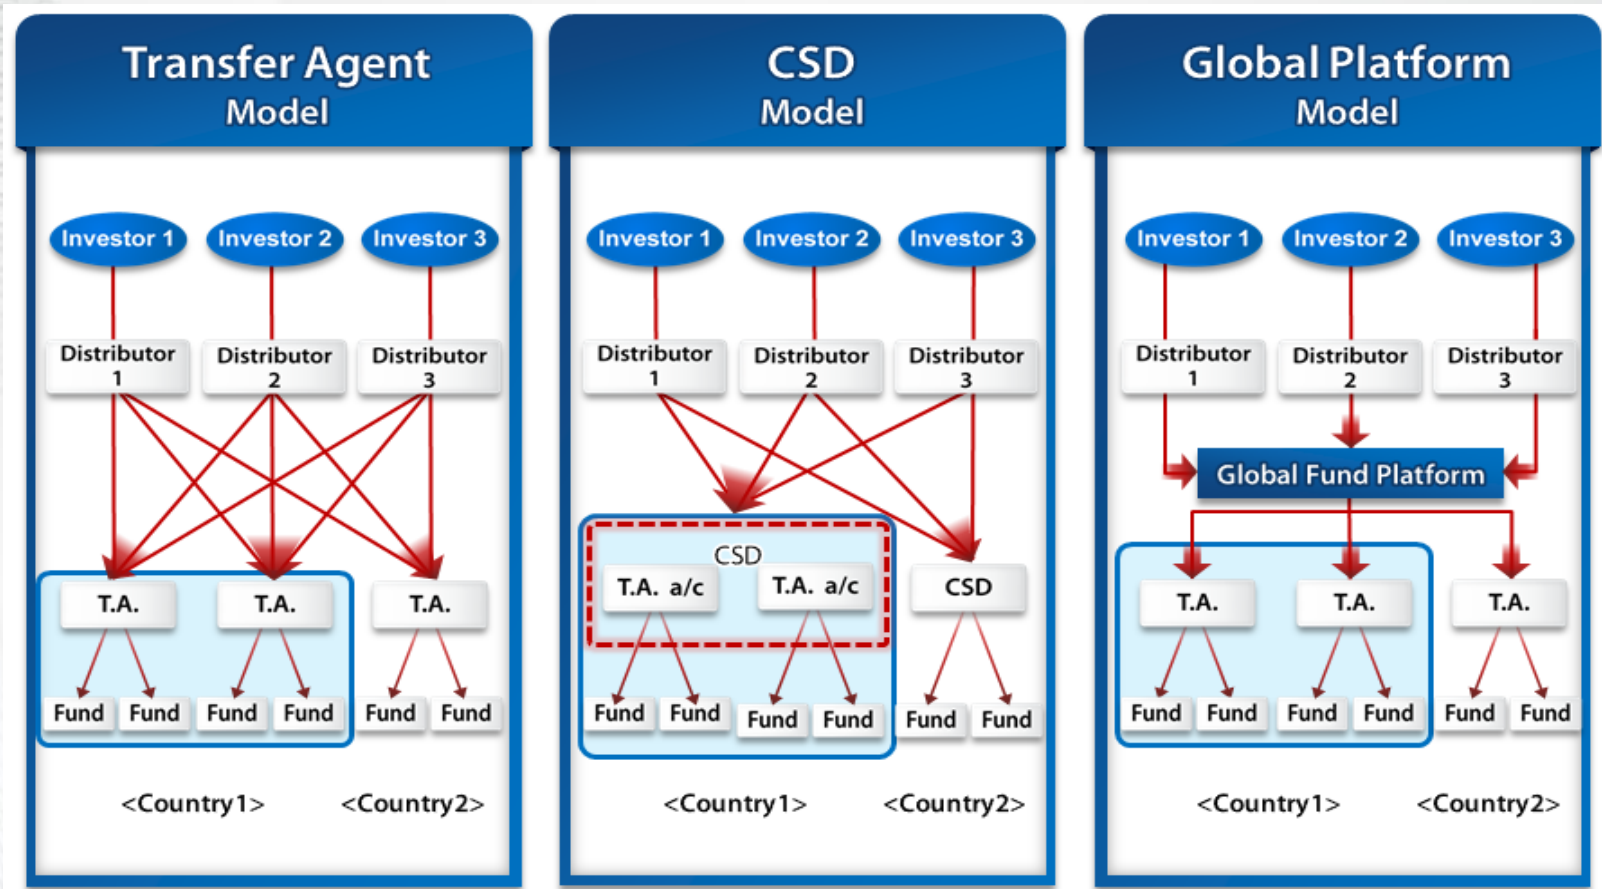 Transfer Agent
Model
Investor 1
Investor 2
Investor 3
Distributor
1
Distributor
2
Distributor
3
T.A.
T.A.
T.A.
Fund
Fund
Fund
Fund
Fund
Fund
<Country1>
<Country2>
CSD
Model
Investor 1
Investor 2
Investor 3
Distributor
1
Distributor
2
Distributor
3
CSD
T.A. a/c
T.A. a/c
CSD
Fund
Fund
Fund
Fund
Fund
Fund
<Country1>
<Country2>
Global Platform
Model
Investor 1
Investor 2
Investor 3
Distributor
1
Distributor
2
Distributor
3
Global Fund Platform
T.A.
T.A.
T.A.
Fund
Fund
Fund
Fund
Fund
Fund
<Country1>
<Country2>